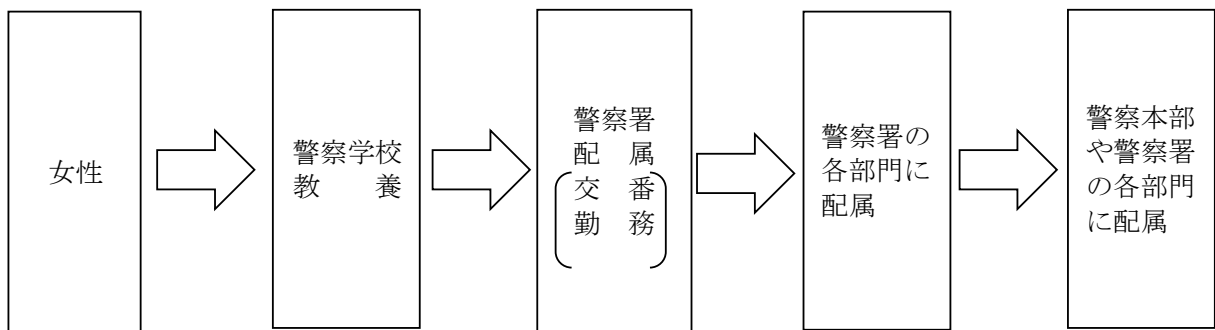 女性
警察学校
教　養
警察署
配　属
交　番
勤　務
警察署の
各部門に
配属
警察本部
や警察署
の各部門
に配属